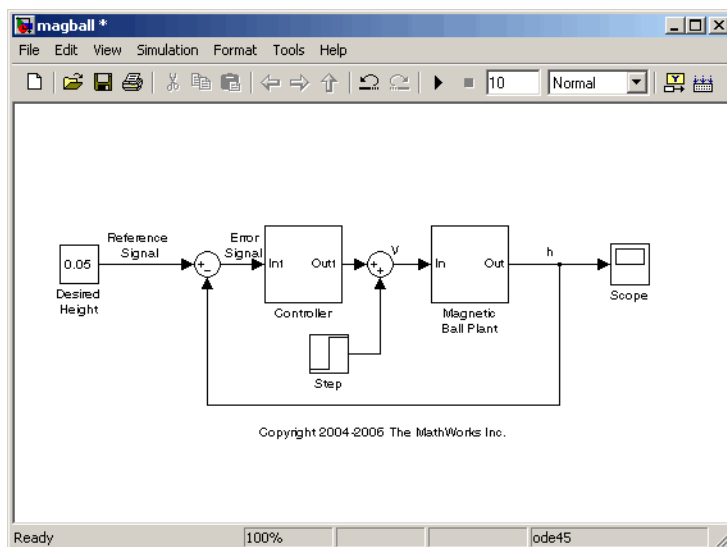 magball *
File Edit View Simulation Format Tools Help
10 Normal
Reference
Signal
Error
Signal
V
h
0.05
+
−
In1 Out1
+
+
In Out
Desired
Height
Controller
Magnetic
Ball Plant
Scope
Step
Copyright 2004-2006 The MathWorks Inc.
Ready 100% ode45